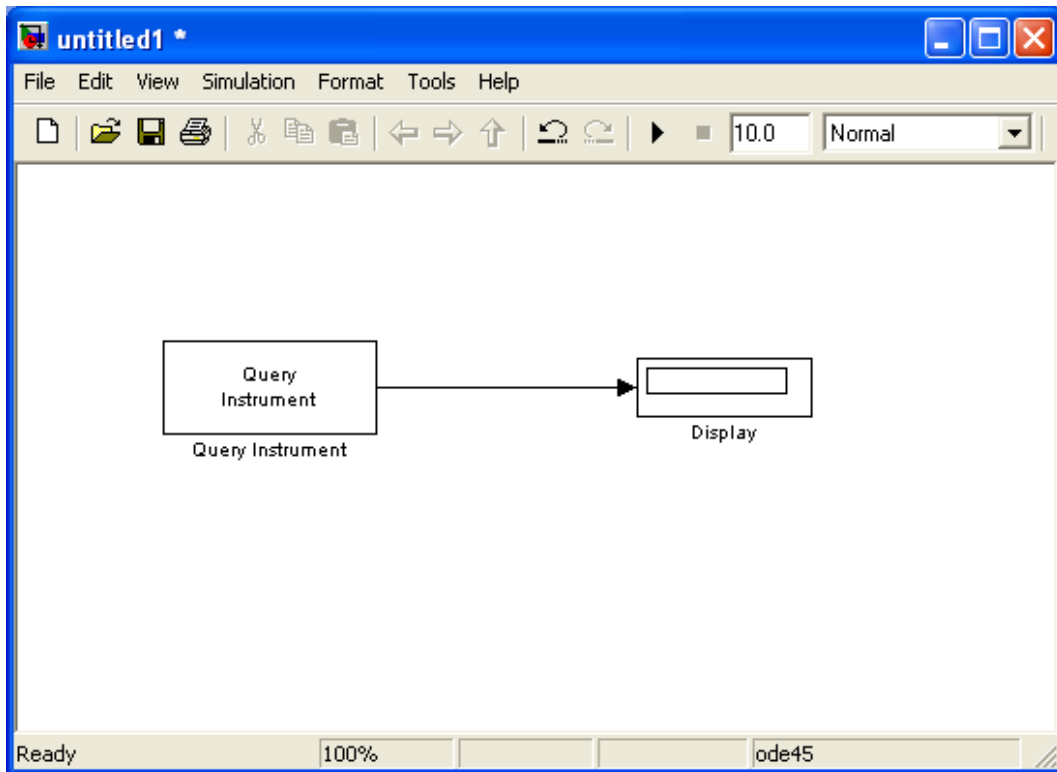 untitled1 *
File Edit View Simulation Format Tools Help
10.0 Normal
Query
Instrument
Query Instrument
Display
Ready 100% ode45